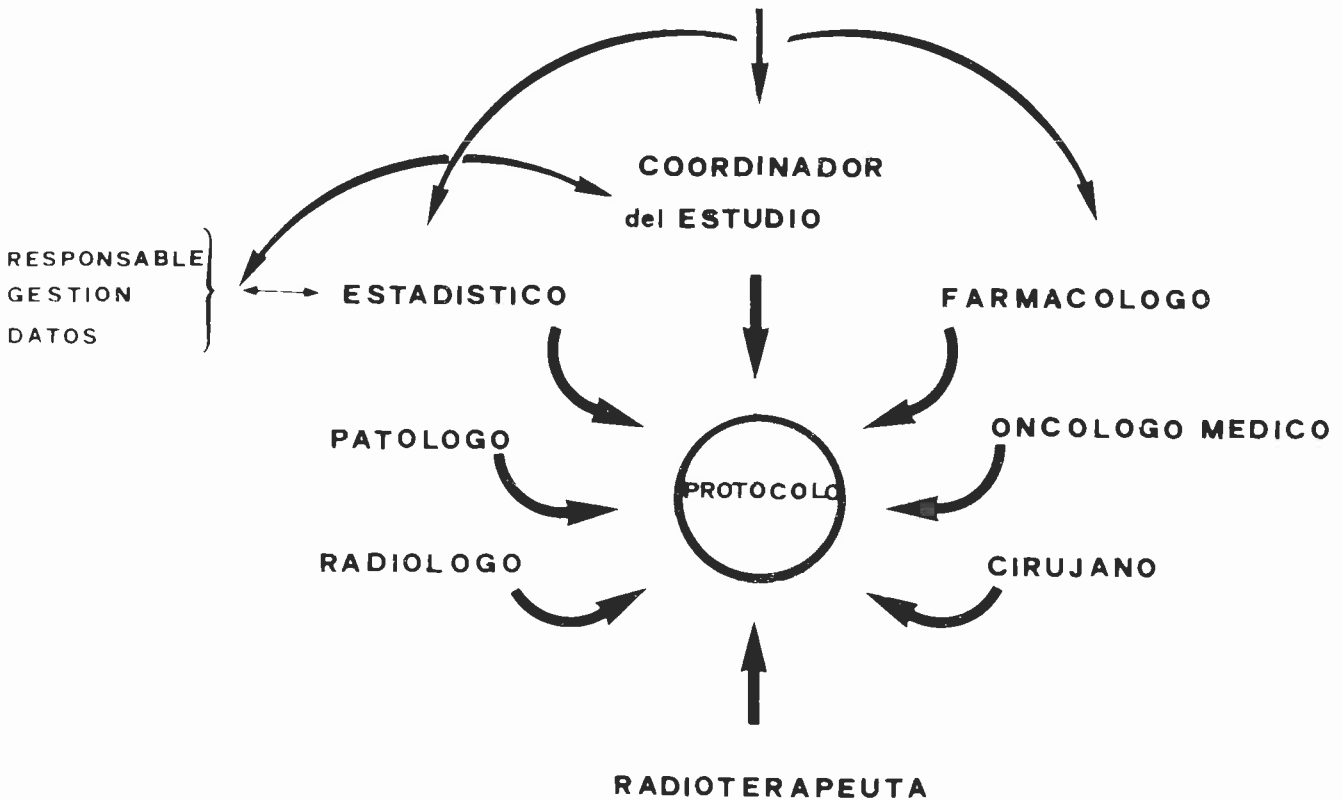 COORDINADOR
del ESTUDIO
RESPONSABLE
GESTION
DATOS
ESTADISTICO
FARMACOLOGO
PATOLOGO
ONCOLOGO MEDICO
PROTOCOLO
RADIOLOGO
CIRUJANO
RADIOTERAPEUTA